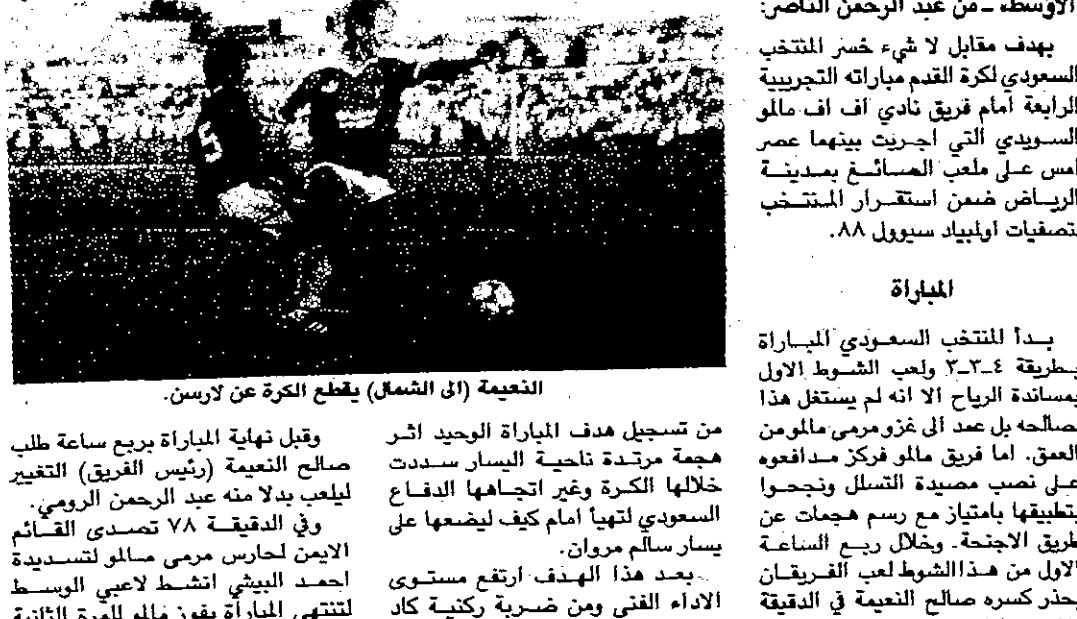 الاوسط» ـ من عبد الرحمن الناصر:
بهدف مقابل لا شيء خسر المنتخب
السعودي لكرة القدم مباراته التجريبية
الرابعة امام فريق نادي اف اف مالمو
السويدي التي اجريت بينهما عصر
امس على ملعب الصائغ بمدينة
الرياض ضمن استقرار المنتخب
لتصفيات اولمبياد سيوول ٨٨.
المباراة
بدأ المنتخب السعودي المباراة
بطريقة ٤ـ٣ـ٣ ولعب الشوط الاول
بمساندة الرياح الا انه لم يستغل هذا
لصالحه بل عمد الى غزو مرمى مالمو من
العمق. اما فريق مالمو فركز مدافعوه
على نصب مصيدة التسلل ونجحوا
بتطبيقها بامتياز مع رسم هجمات عن
طريق الاجنحة. وخلال ربع الساعة
الاول من هذا الشوط لعب الفريقان
بحذر كسره صالح النعيمة في الدقيقة
النعيمة (الى الشمال) يقطع الكرة عن لارسن.
من تسجيل هدف المباراة الوحيد اثر
هجمة مرتدة ناحية اليسار سددت
خلالها الكرة وغير اتجاهها الدفاع
السعودي لتهيأ امام كيف ليضعها على
يسار سالم مروان.
بعد هذا الهدف ارتفع مستوى
الاداء الفني ومن ضربة ركنية كاد
وقبل نهاية المباراة بربع ساعة طلب
صالح النعيمة (رئيس الفريق) التغيير
ليلعب بدلا منه عبد الرحمن الرومي.
وفي الدقيقة ٧٨ تصدى القائم
الايمن لحارس مرمى مالمو لتسديدة
احمد البيشي انشط لاعبي الوسط
لتنتهي المباراة بفوز مالمو للمرة الثانية